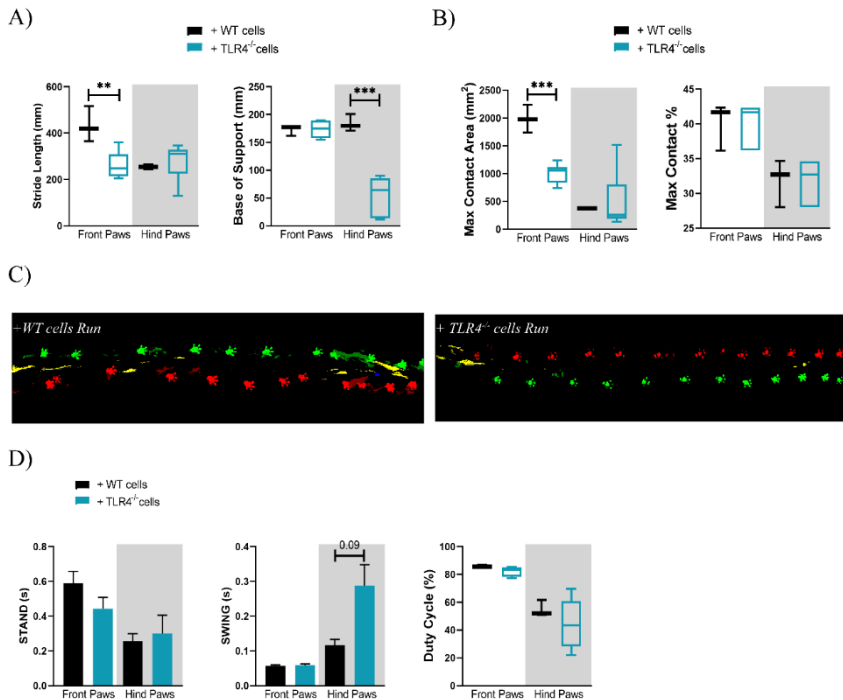 A)
+ WT cells
+ TLR4-/-cells
Stride Length (mm)
600
400
200
0
**
Front Paws Hind Paws
Base of Support (mm)
200
150
100
50
0
***
Front Paws Hind Paws
B)
+ WT cells
+ TLR4-/-cells
Max Contact Area (mm2)
2500
2000
1500
1000
500
0
***
Front Paws Hind Paws
Max Contact %
45
40
35
30
25
Front Paws Hind Paws
C)
+WT cells Run
+ TLR4-/- cells Run
D)
+ WT cells
+ TLR4-/-cells
STAND (s)
0.8
0.6
0.4
0.2
0.0
Front Paws Hind Paws
SWING (s)
0.4
0.3
0.2
0.1
0.0
0.09
Front Paws Hind Paws
Duty Cycle (%)
100
80
60
40
20
0
Front Paws Hind Paws